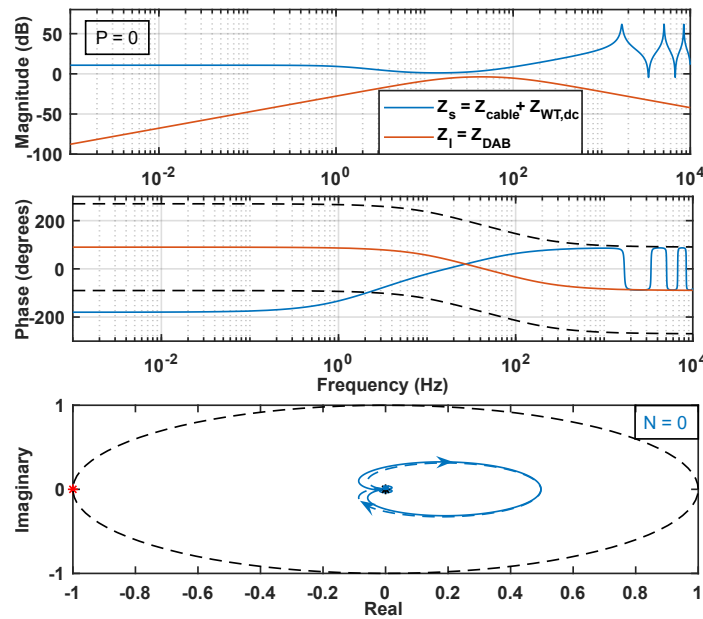 Magnitude (dB)
50
0
-50
-100
P = 0
Z_s = Z_cable + Z_WT,dc
Z_l = Z_DAB
10^-2
10^0
10^2
10^4
Phase (degrees)
200
0
-200
10^-2
10^0
10^2
10^4
Frequency (Hz)
Imaginary
1
0
-1
N = 0
-1 -0.8 -0.6 -0.4 -0.2 0 0.2 0.4 0.6 0.8 1
Real